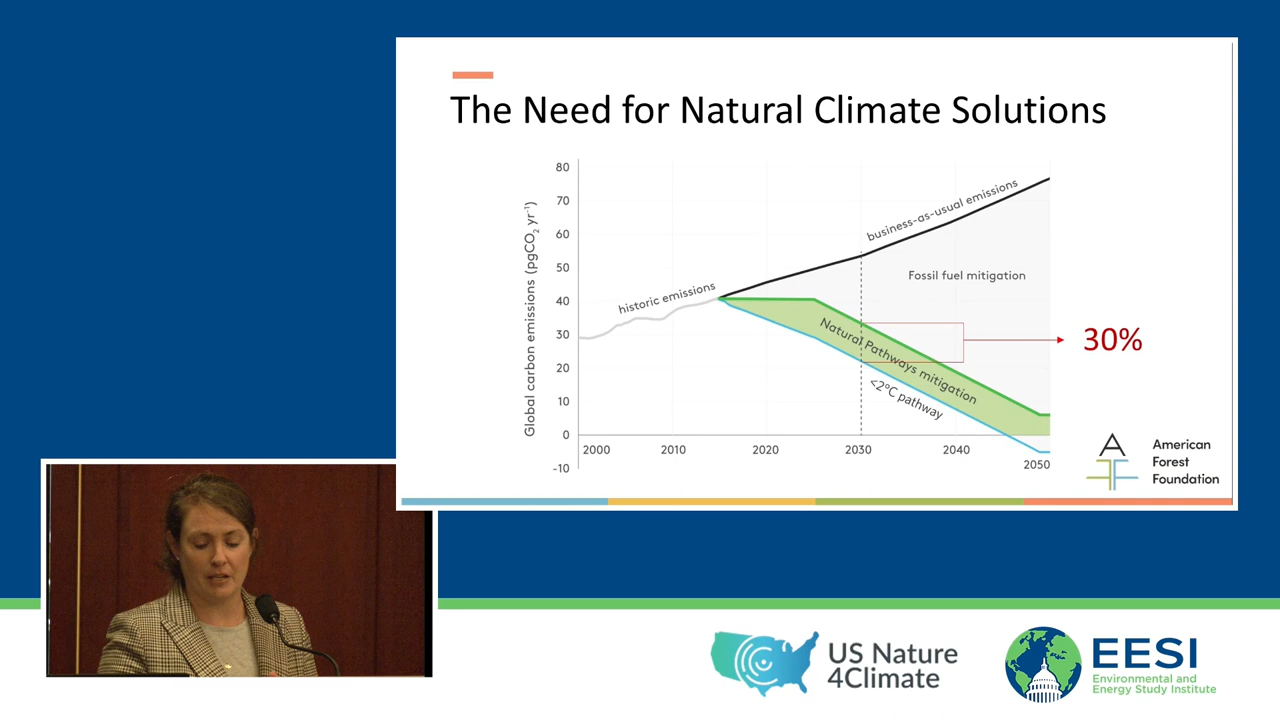 The Need for Natural Climate Solutions
Global carbon emissions (pgCO2 yr-1)
80
70
60
50
40
30
20
10
0
-10
2000
2010
2020
2030
2040
2050
historic emissions
business-as-usual emissions
Fossil fuel mitigation
Natural Pathways mitigation
<2°C pathway
30%
American
Forest
Foundation
US Nature
4Climate
EESI
Environmental and
Energy Study Institute